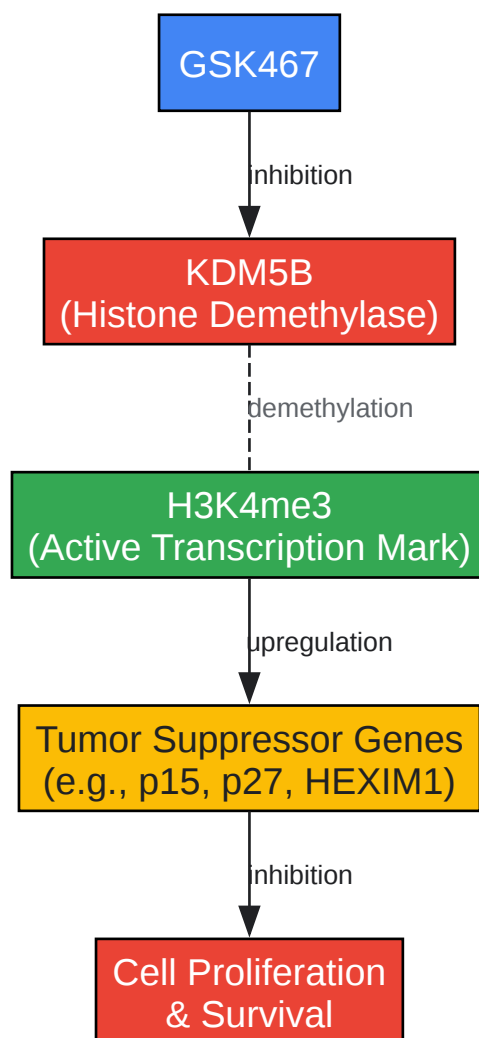 GSK467
inhibition
KDM5B
(Histone Demethylase)
demethylation
H3K4me3
(Active Transcription Mark)
upregulation
Tumor Suppressor Genes
(e.g., p15, p27, HEXIM1)
inhibition
Cell Proliferation
& Survival